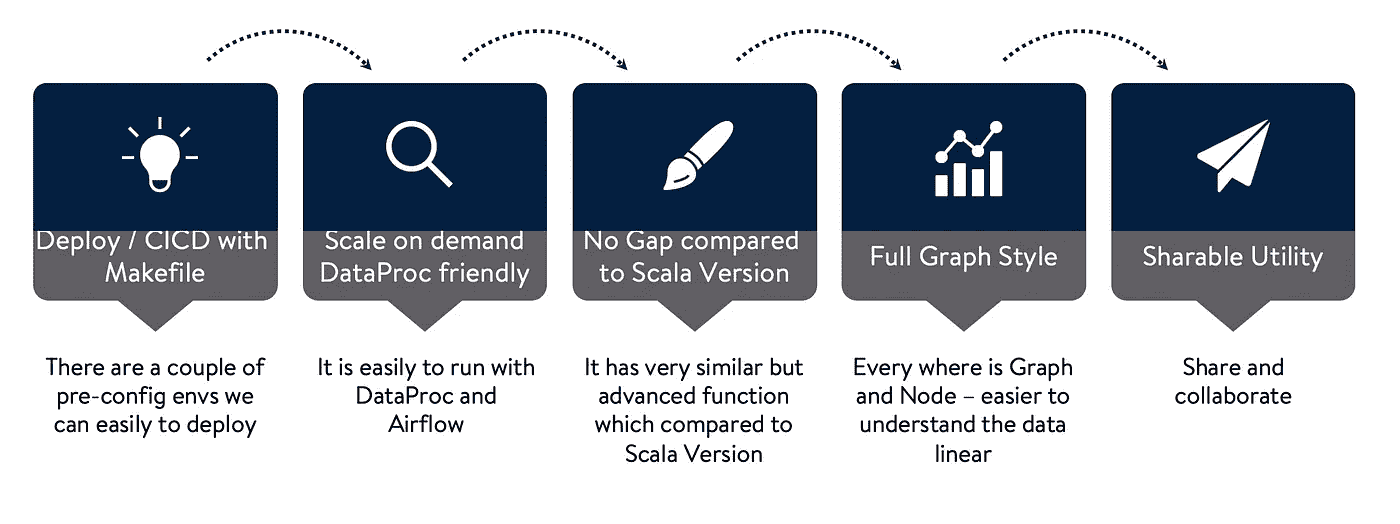 Deploy / CICD with
Makefile
There are a couple of
pre-config envs we
can easily to deploy
Scale on demand
DataProc friendly
It is easily to run with
DataProc and
Airflow
No Gap compared
to Scala Version
It has very similar but
advanced function
which compared to
Scala Version
Full Graph Style
Every where is Graph
and Node – easier to
understand the data
linear
Sharable Utility
Share and
collaborate